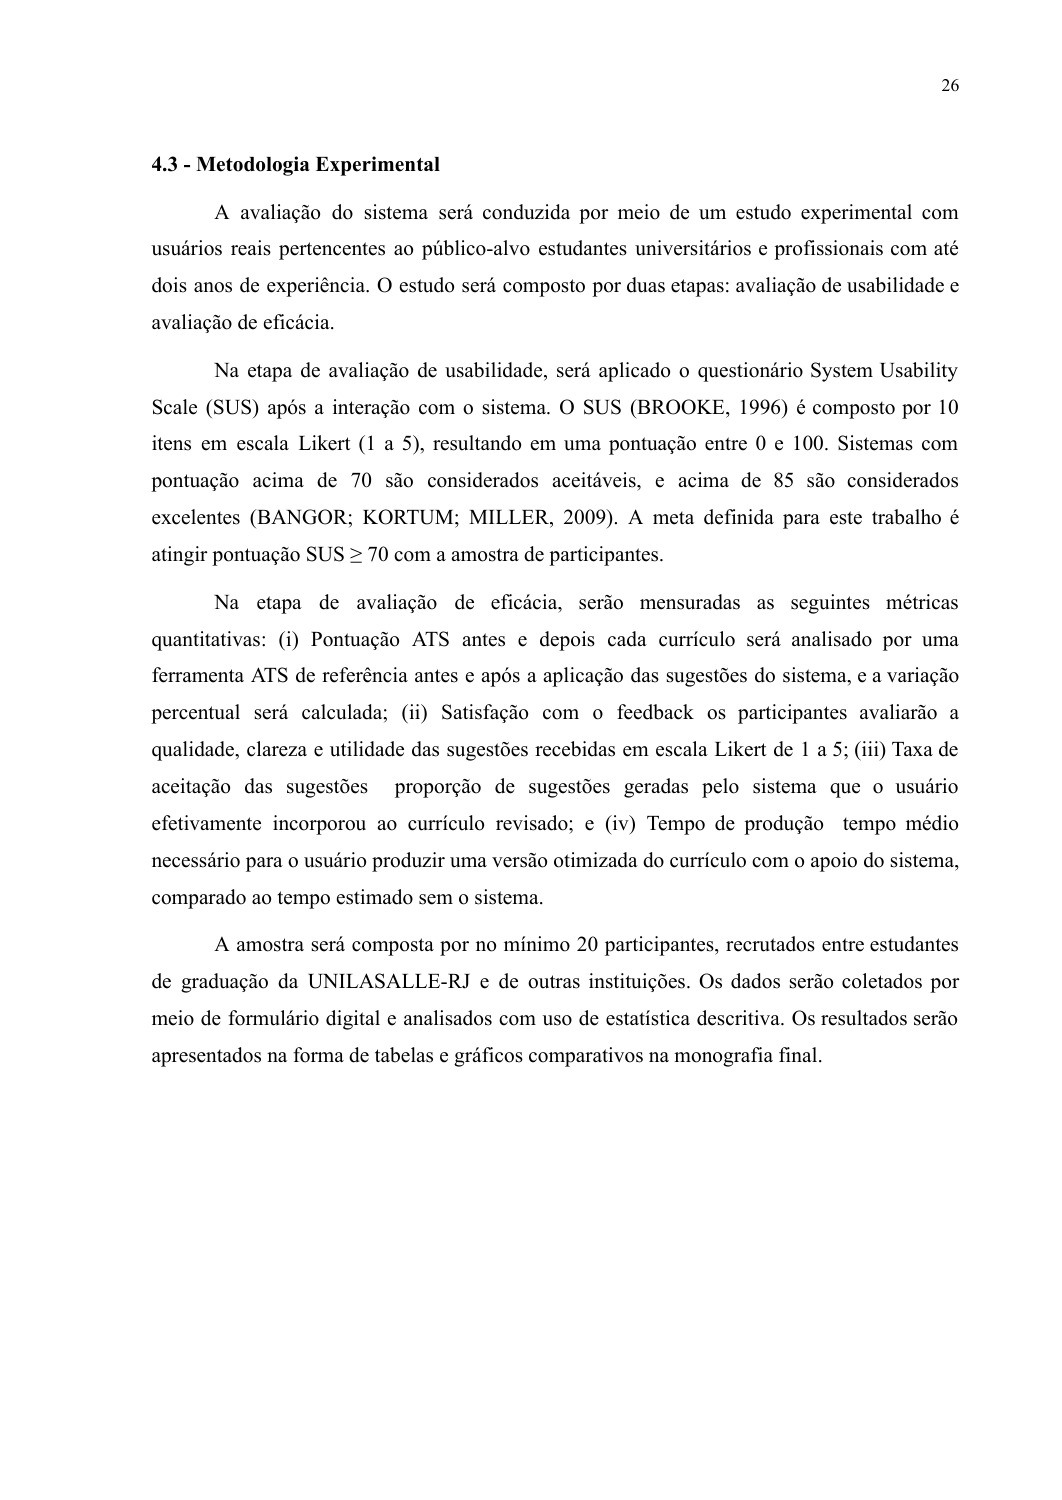 26
4.3 - Metodologia Experimental
A avaliação do sistema será conduzida por meio de um estudo experimental com
usuários reais pertencentes ao público-alvo estudantes universitários e profissionais com até
dois anos de experiência. O estudo será composto por duas etapas: avaliação de usabilidade e
avaliação de eficácia.
Na etapa de avaliação de usabilidade, será aplicado o questionário System Usability
Scale (SUS) após a interação com o sistema. O SUS (BROOKE, 1996) é composto por 10
itens em escala Likert (1 a 5), resultando em uma pontuação entre 0 e 100. Sistemas com
pontuação acima de 70 são considerados aceitáveis, e acima de 85 são considerados
excelentes (BANGOR; KORTUM; MILLER, 2009). A meta definida para este trabalho é
atingir pontuação SUS ≥ 70 com a amostra de participantes.
Na etapa de avaliação de eficácia, serão mensuradas as seguintes métricas
quantitativas: (i) Pontuação ATS antes e depois cada currículo será analisado por uma
ferramenta ATS de referência antes e após a aplicação das sugestões do sistema, e a variação
percentual será calculada; (ii) Satisfação com o feedback os participantes avaliarão a
qualidade, clareza e utilidade das sugestões recebidas em escala Likert de 1 a 5; (iii) Taxa de
aceitação das sugestões  proporção de sugestões geradas pelo sistema que o usuário
efetivamente incorporou ao currículo revisado; e (iv) Tempo de produção  tempo médio
necessário para o usuário produzir uma versão otimizada do currículo com o apoio do sistema,
comparado ao tempo estimado sem o sistema.
A amostra será composta por no mínimo 20 participantes, recrutados entre estudantes
de graduação da UNILASALLE-RJ e de outras instituições. Os dados serão coletados por
meio de formulário digital e analisados com uso de estatística descritiva. Os resultados serão
apresentados na forma de tabelas e gráficos comparativos na monografia final.